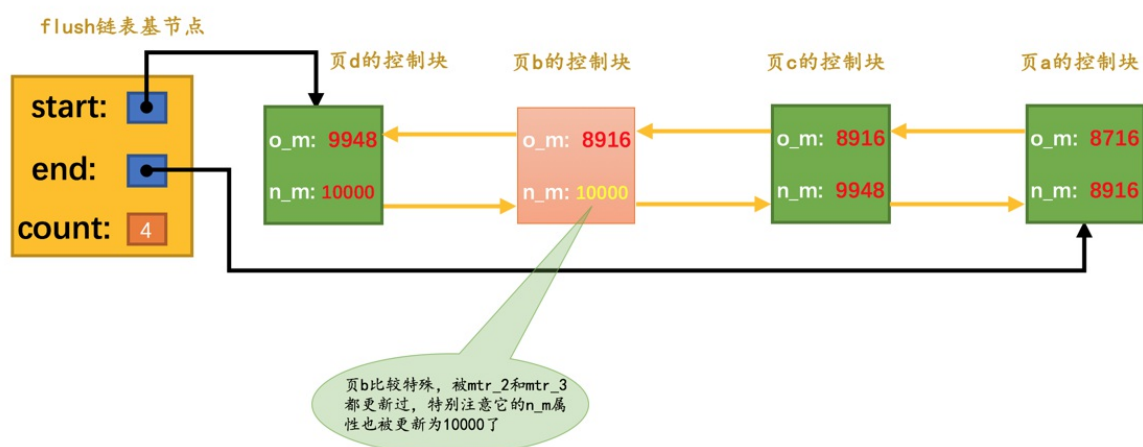 flush链表基节点
start:
end:
count: 4
页d的控制块
o_m: 9948
n_m: 10000
页b的控制块
o_m: 8916
n_m: 10000
页c的控制块
o_m: 8916
n_m: 9948
页a的控制块
o_m: 8716
n_m: 8916
页b比较特殊，被mtr_2和mtr_3
都更新过，特别注意它的n_m属
性也被更新为10000了